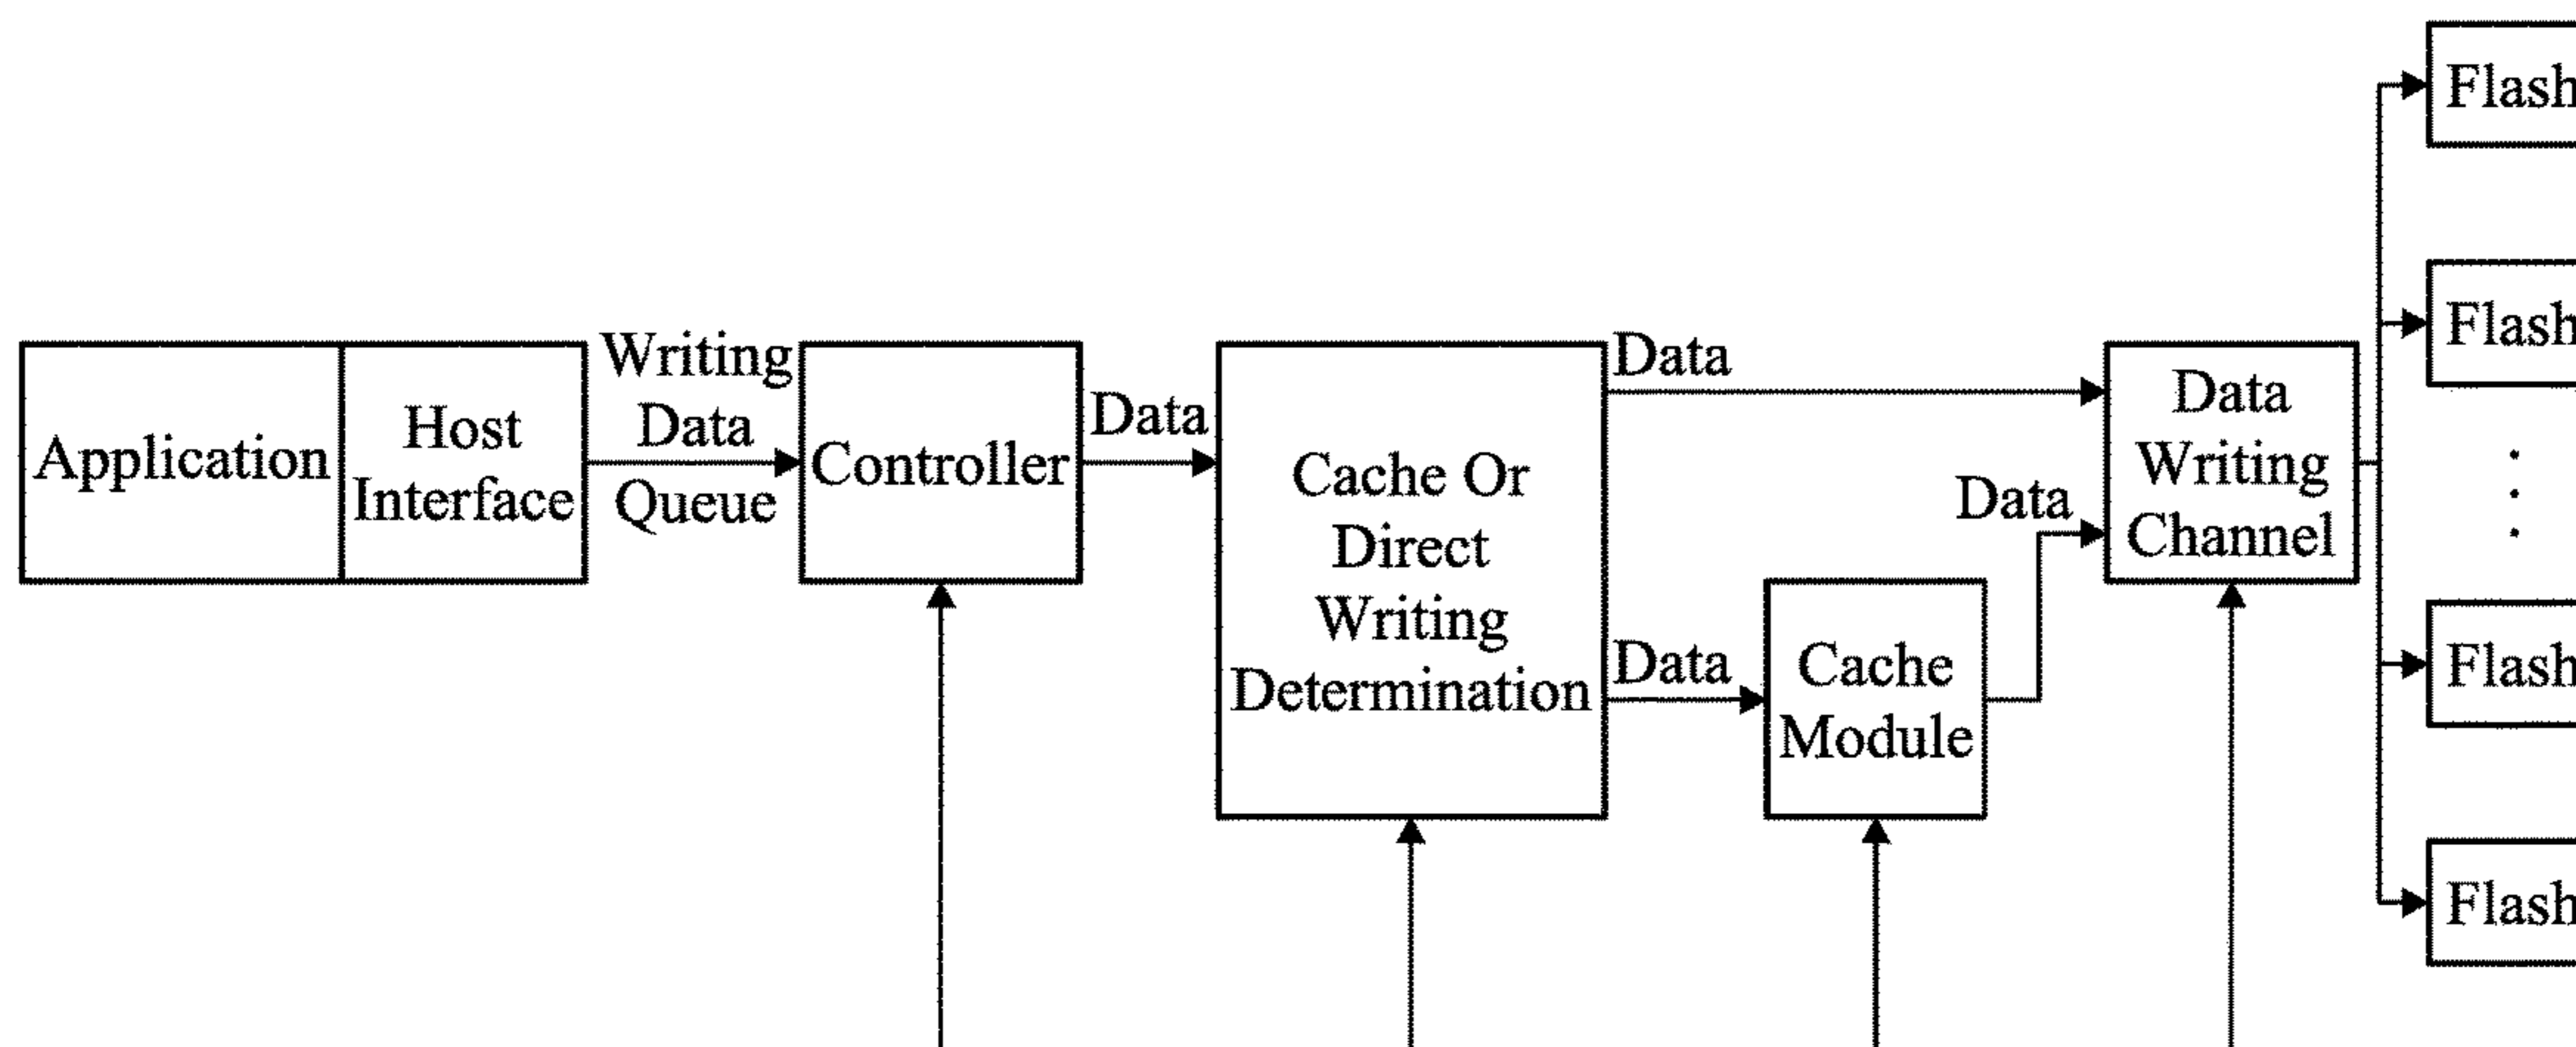 Application
Host
Interface
Writing
Data
Queue
Controller
Data
Cache Or
Direct
Writing
Determination
Data
Data
Cache
Module
Data
Data
Writing
Channel
Flash
Flash
Flash
Flash